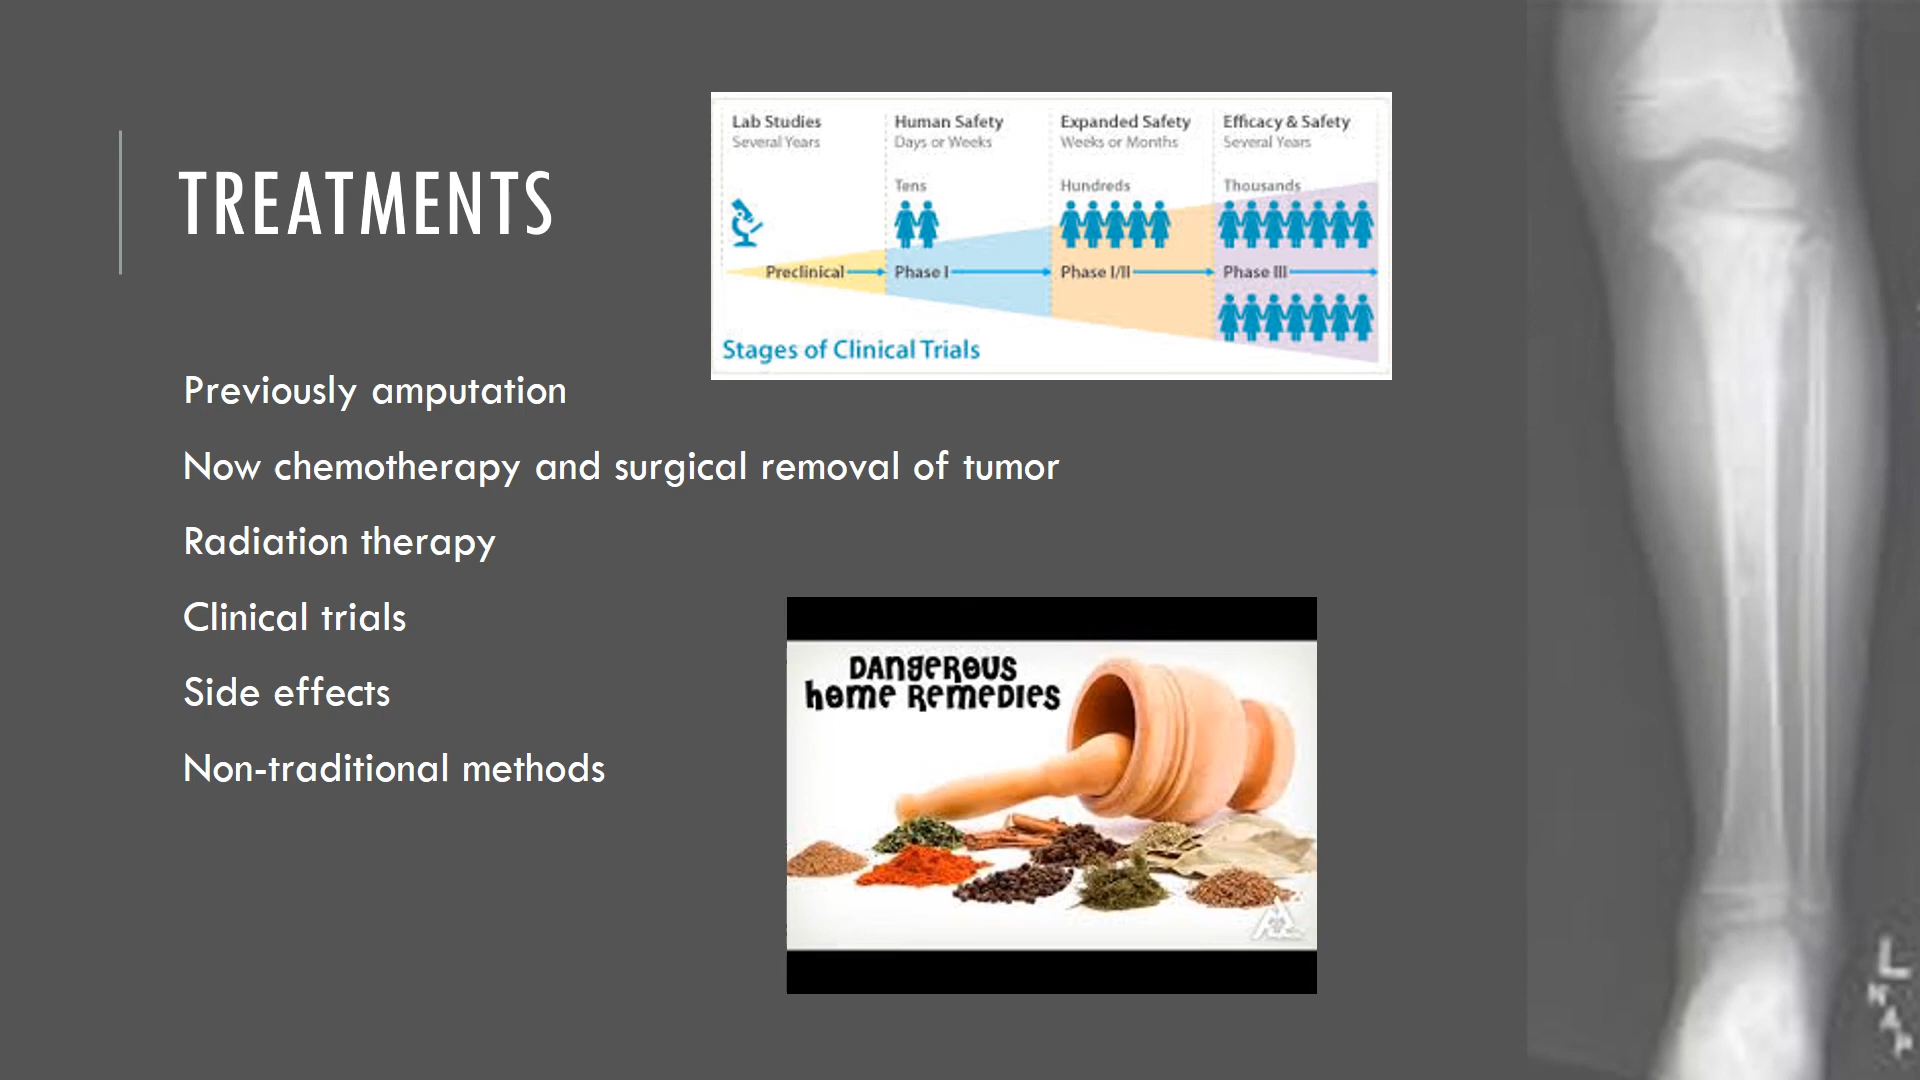 TREATMENTS
Lab Studies
Several Years
Human Safety
Days or Weeks
Expanded Safety
Weeks or Months
Efficacy & Safety
Several Years
Tens
Hundreds
Thousands
Preclinical
Phase I
Phase I/II
Phase III
Stages of Clinical Trials
Previously amputation
Now chemotherapy and surgical removal of tumor
Radiation therapy
Clinical trials
Side effects
Non-traditional methods
DANGEROUS
HOME REMEDIES
L